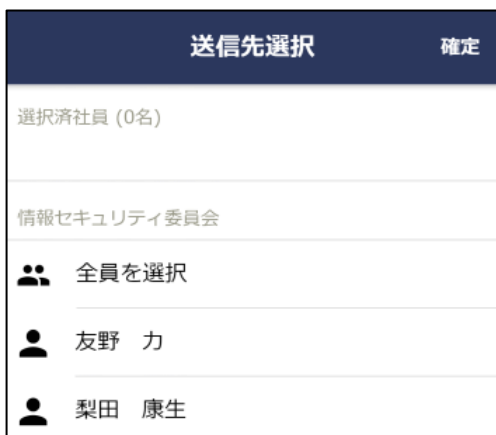 送信先選択 確定
選択済社員 (0名)
情報セキュリティ委員会
全員を選択
友野　力
梨田　康生